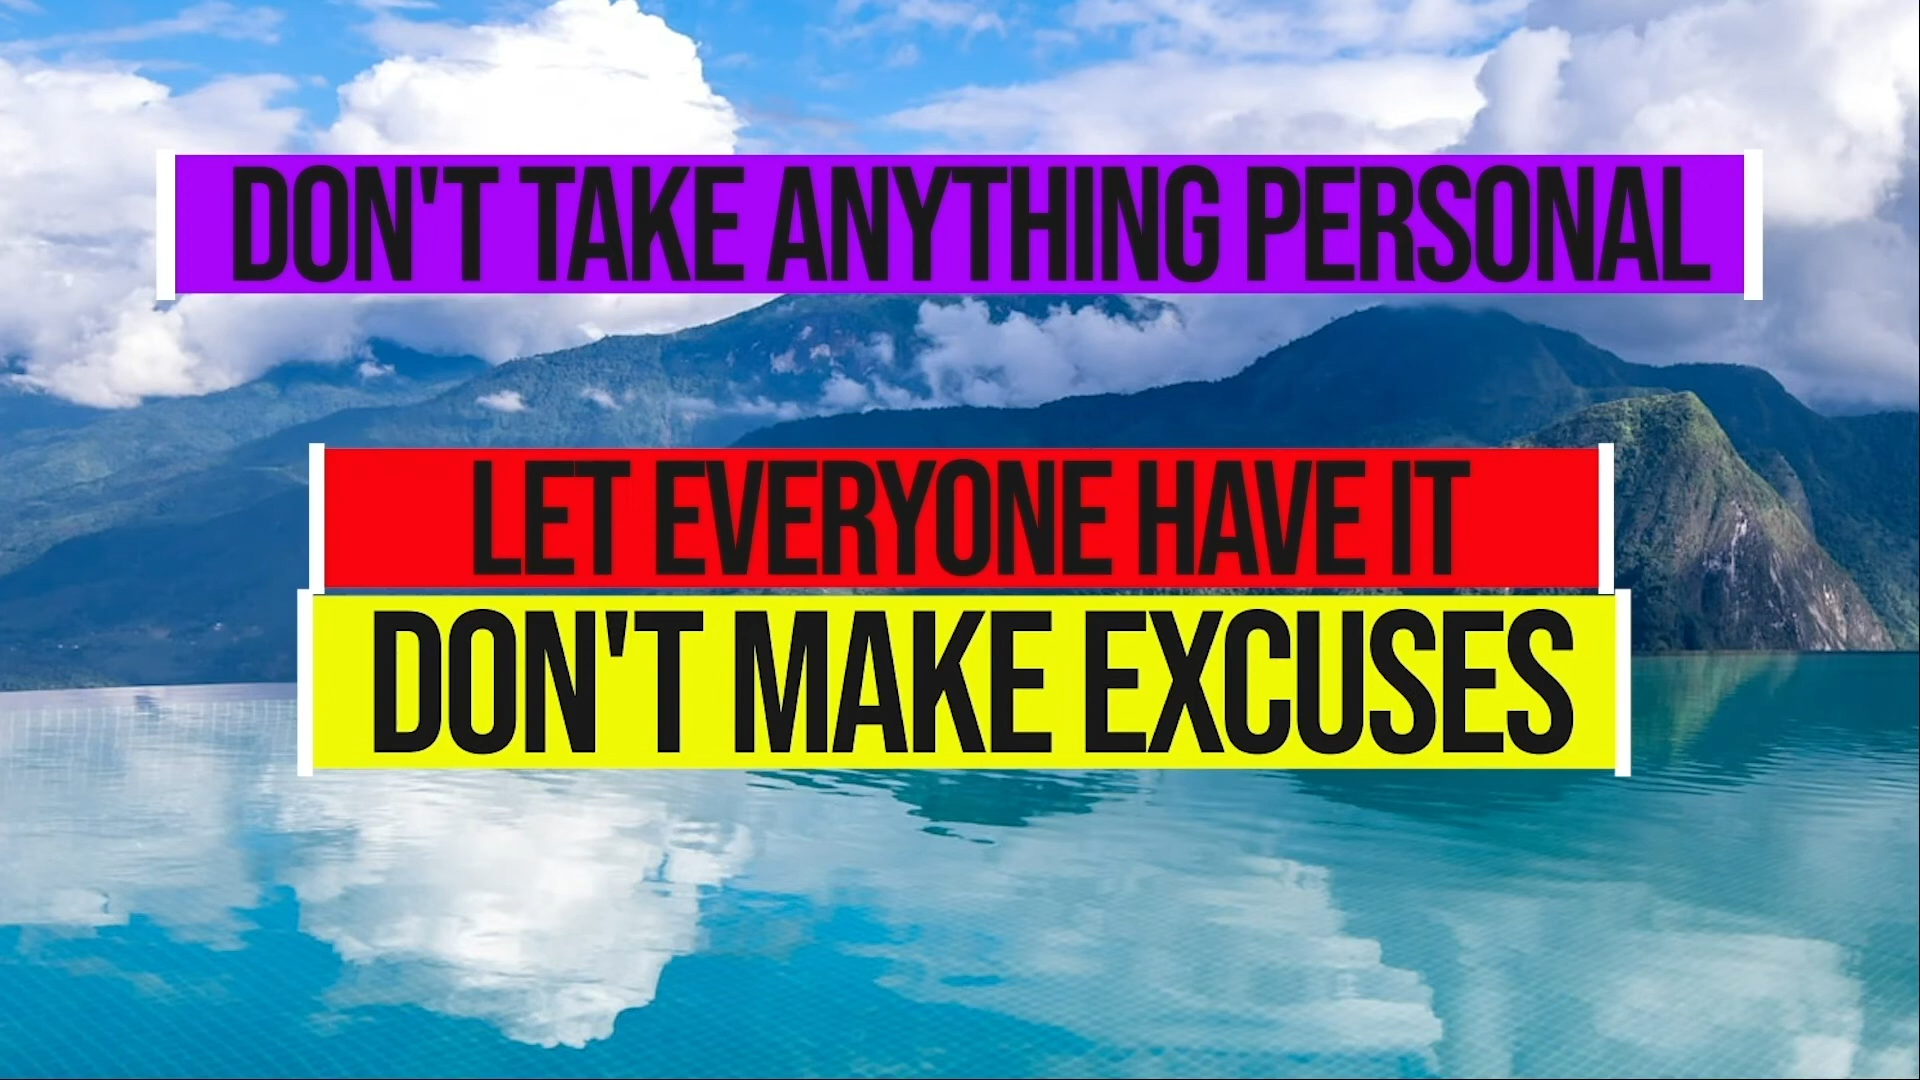 DON'T TAKE ANYTHING PERSONAL
LET EVERYONE HAVE IT
DON'T MAKE EXCUSES